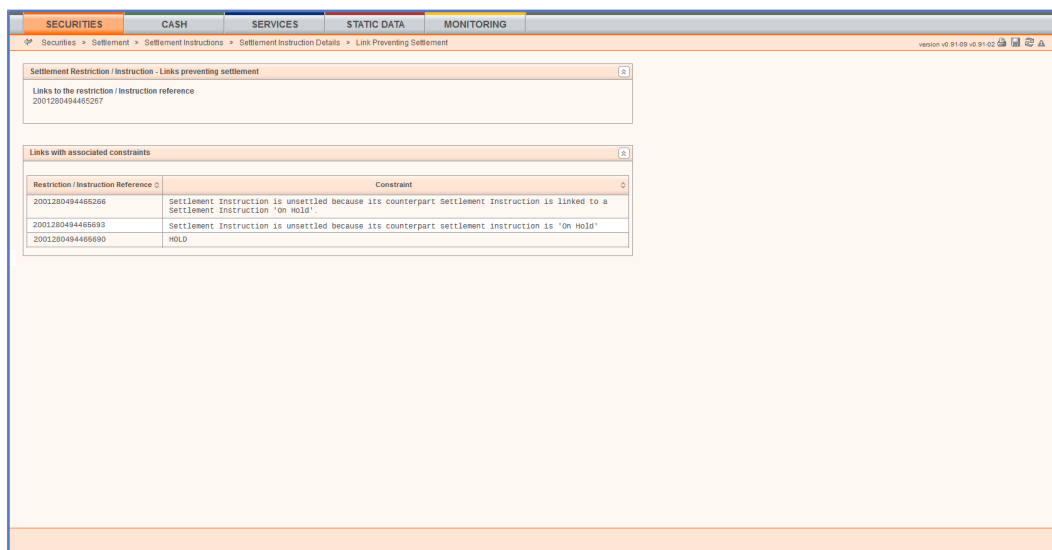 SECURITIES CASH SERVICES STATIC DATA MONITORING
Securities > Settlement > Settlement Instructions > Settlement Instruction Details > Link Preventing Settlement version v0.91-09 v0.91-02
Settlement Restriction / Instruction - Links preventing settlement
Links to the restriction / Instruction reference
2001280494465267
Links with associated constraints
Restriction / Instruction Reference Constraint
2001280494465266 Settlement Instruction is unsettled because its counterpart Settlement Instruction is linked to a
Settlement Instruction 'On Hold'.
2001280494465693 Settlement Instruction is unsettled because its counterpart settlement instruction is 'On Hold'
2001280494465690 HOLD